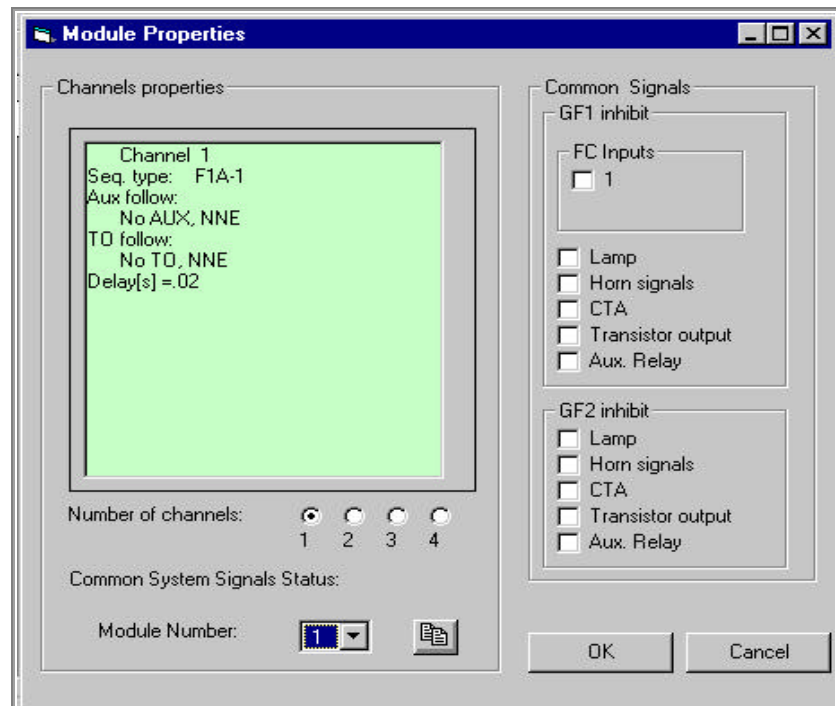 Module Properties
Channels properties
Channel 1
Seq. type: F1A-1
Aux follow:
No AUX, NNE
TO follow:
No TO, NNE
Delay[s] =.02
Number of channels:
1 2 3 4
Common System Signals Status:
Module Number:
1
Common Signals
GF1 inhibit
FC Inputs
1
Lamp
Horn signals
CTA
Transistor output
Aux. Relay
GF2 inhibit
Lamp
Horn signals
CTA
Transistor output
Aux. Relay
OK Cancel